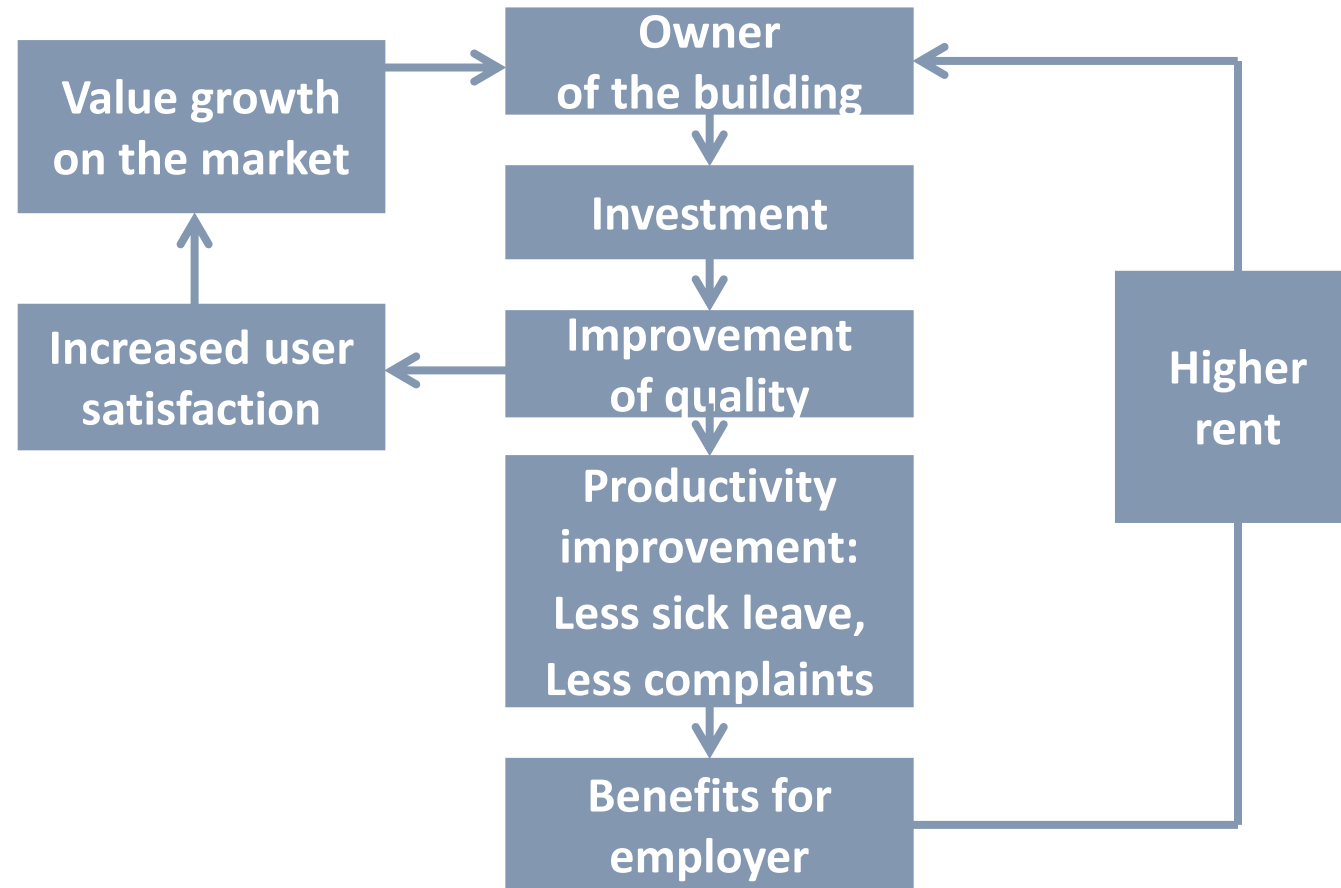 Owner
of the building
Value growth
on the market
Investment
Improvement
of quality
Increased user
satisfaction
Higher
rent
Productivity
improvement:
Less sick leave,
Less complaints
Benefits for
employer